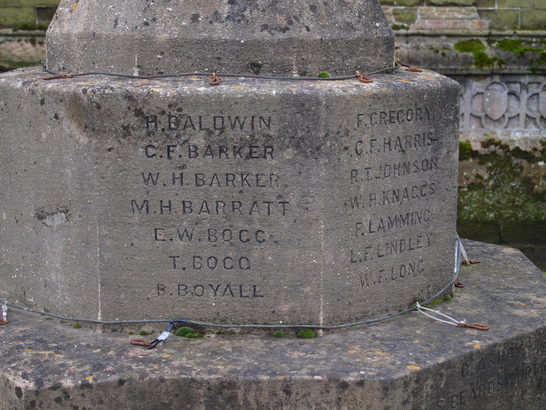 H. BALDWIN
C. F. BARKER
W. H. BARKER
M. H. BARRATT
E. W. BOGG
T. BOGG
B. BOYALL
F. GREGORY
C. F. HARRIS
R. T. JOHNSON
W. H. KNAGGS
F. LAMMING
L. F. LINDLEY
W. F. LONG